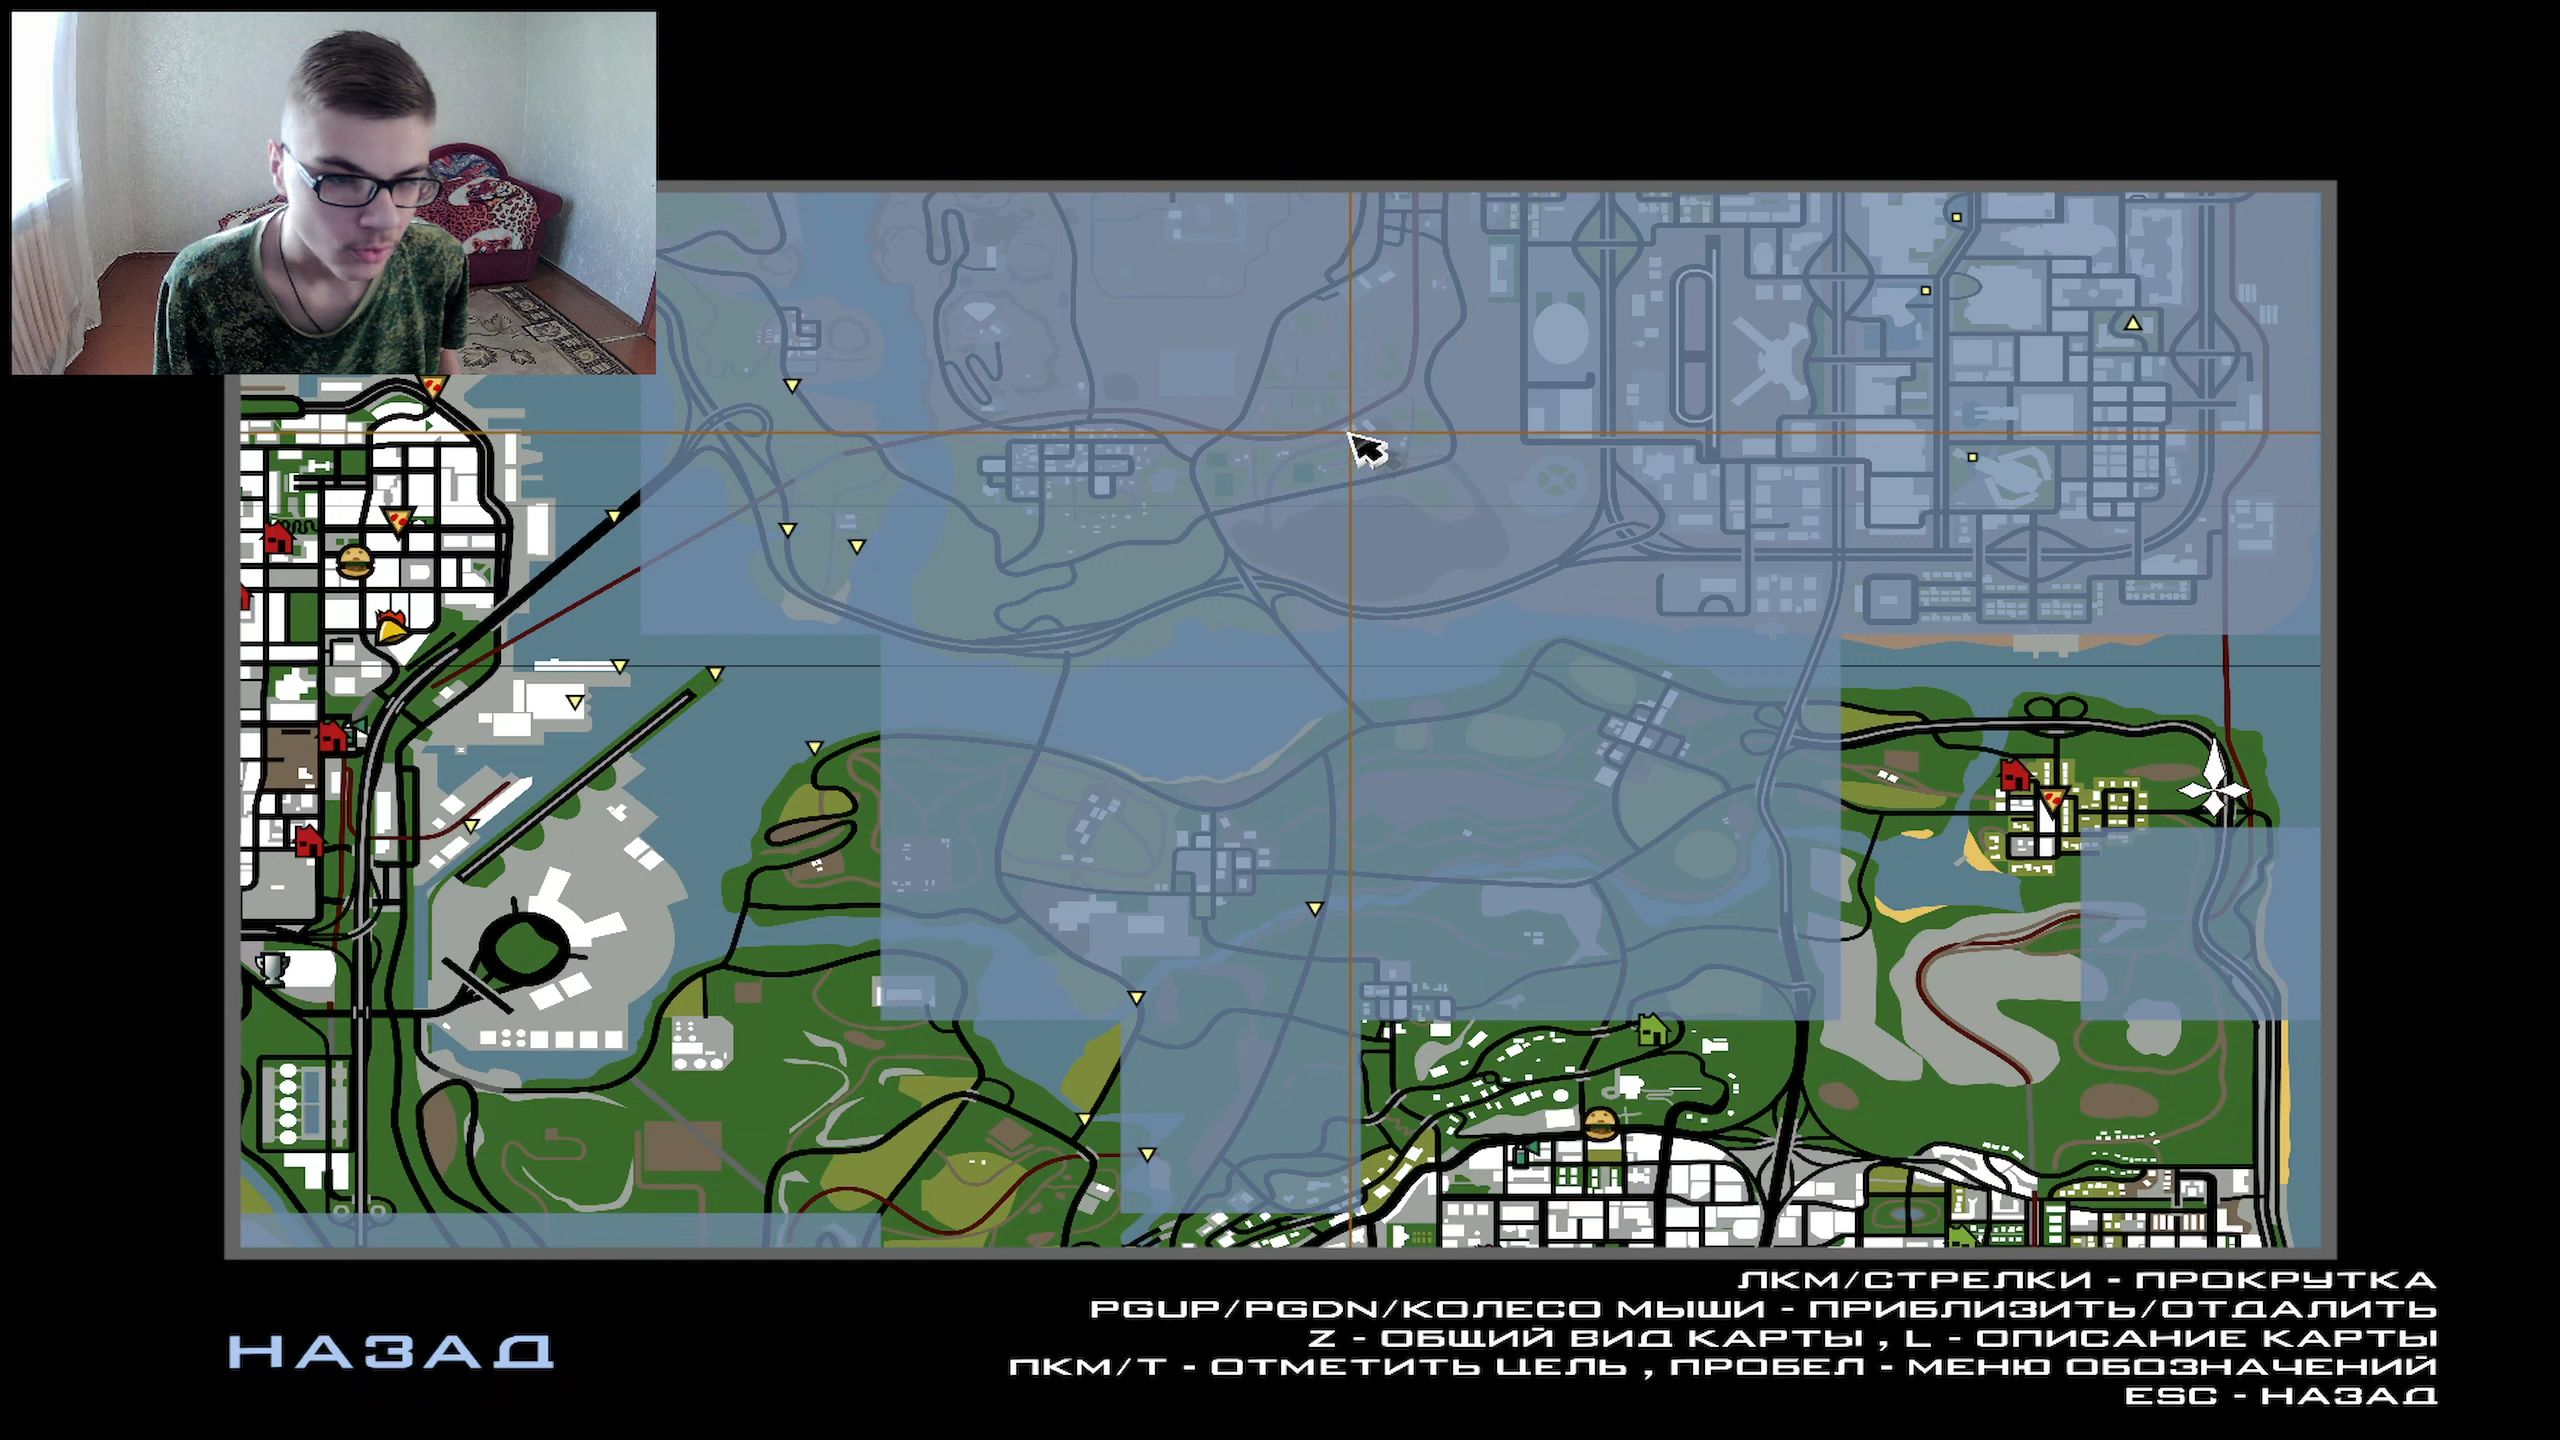 ЛКМ/СТРЕЛКИ - ПРОКРУТКА
PGUP/PGDN/КОЛЕСО МЫШИ - ПРИБЛИЗИТЬ/ОТДАЛИТЬ
Z - ОБЩИЙ ВИД КАРТЫ , L - ОПИСАНИЕ КАРТЫ
ПКМ/T - ОТМЕТИТЬ ЦЕЛЬ , ПРОБЕЛ - МЕНЮ ОБОЗНАЧЕНИЙ
ESC - НАЗАД
НАЗАД